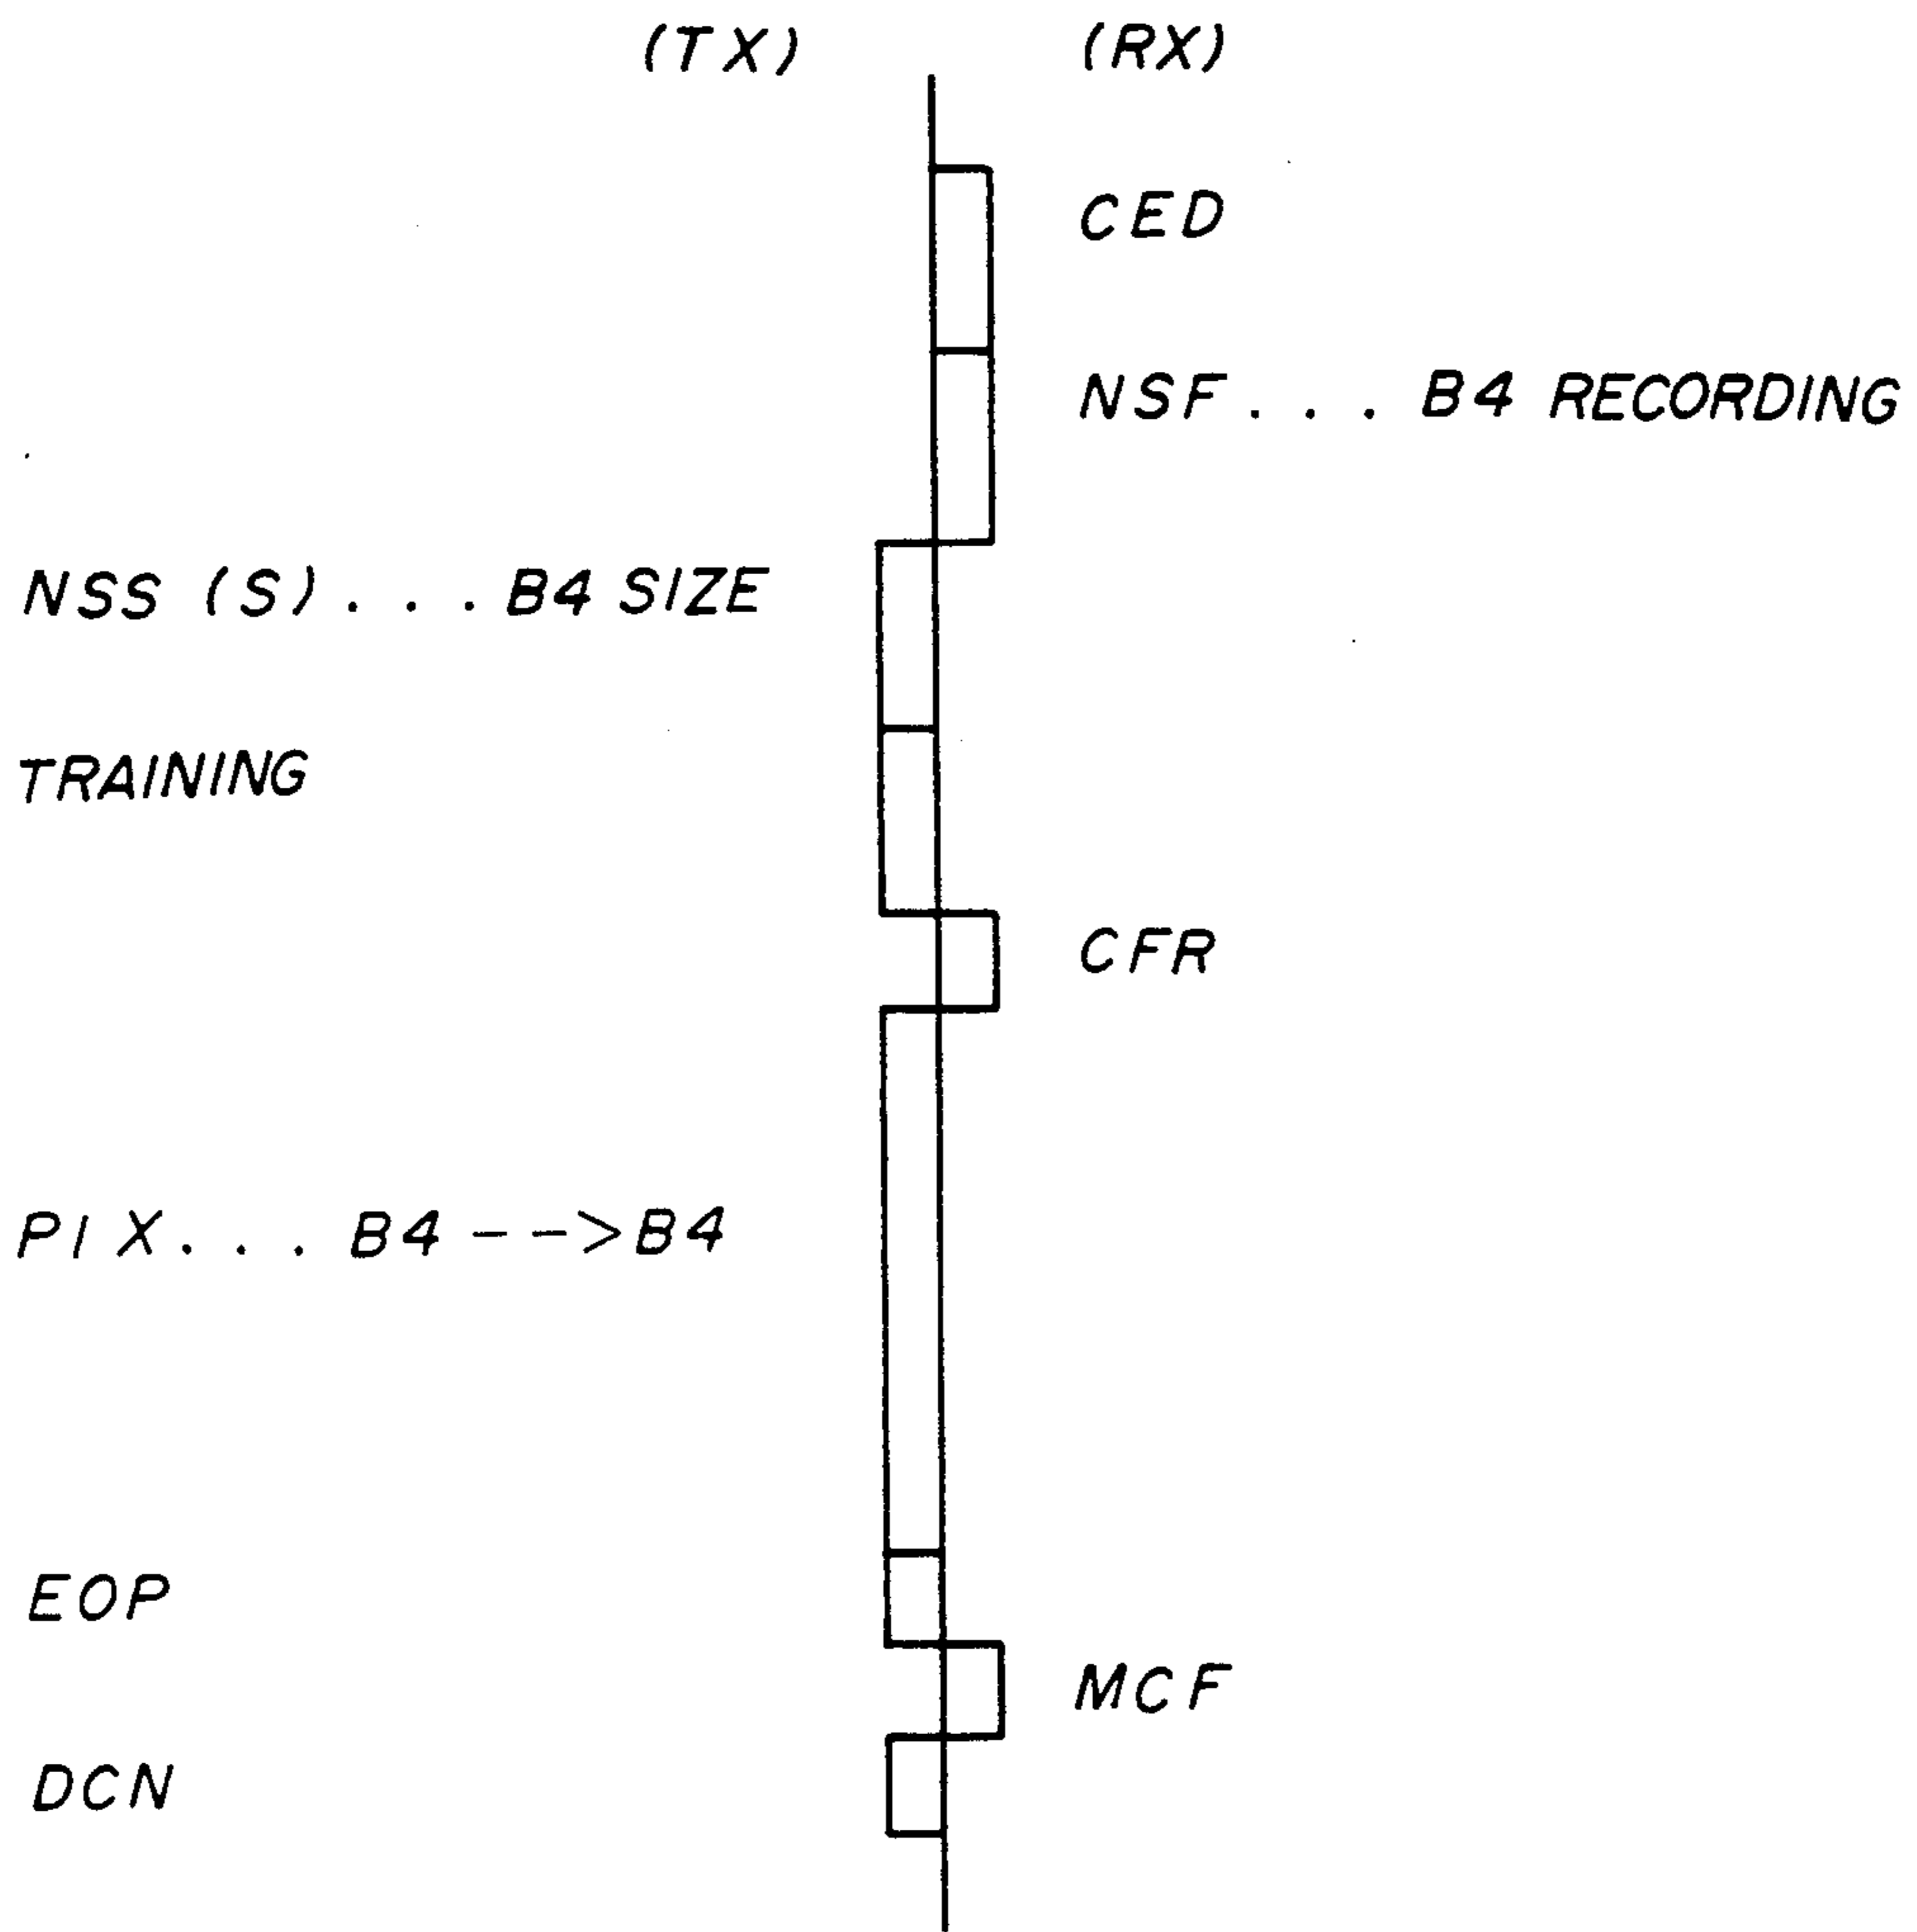 (TX) (RX)
CED
NSF . . . B4 RECORDING
NSS (S) . . . B4 SIZE
TRAINING
CFR
PIX. . . B4 - - >B4
EOP
MCF
DCN